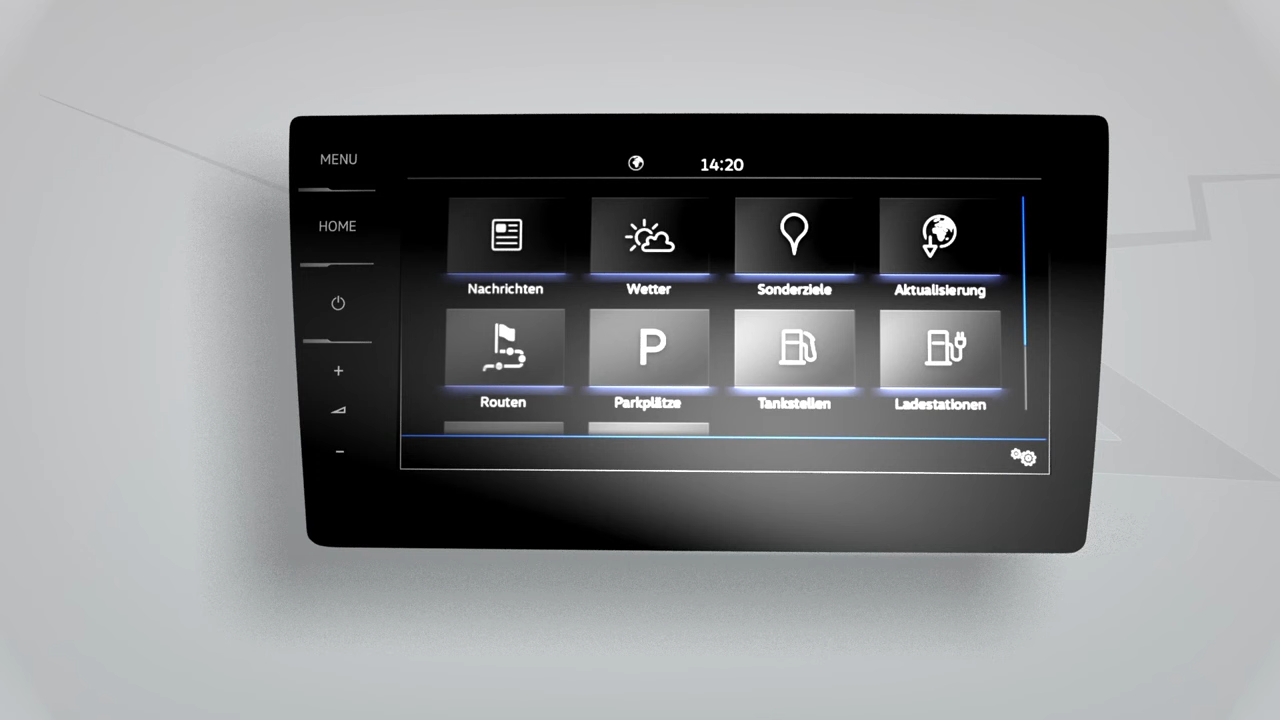 MENU
HOME
14:20
Nachrichten
Wetter
Sonderziele
Aktualisierung
P
Routen
Parkplätze
Tankstellen
Ladestationen